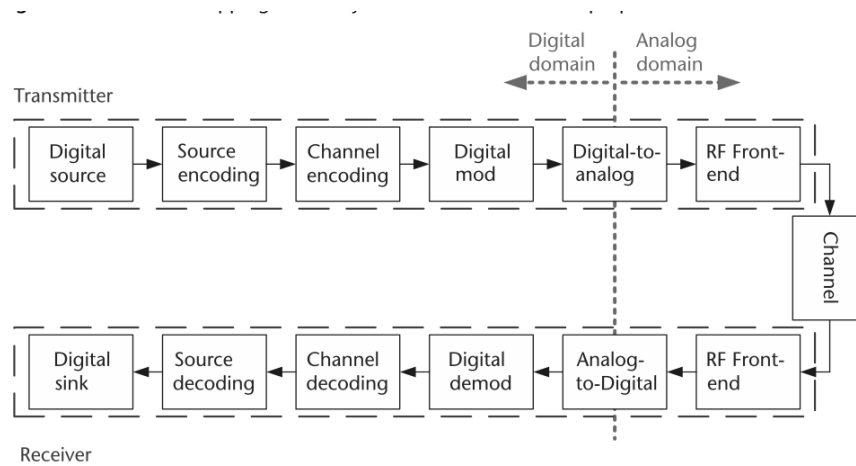 Digital
domain
Analog
domain
Transmitter
Digital
source
Source
encoding
Channel
encoding
Digital
mod
Digital-to-
analog
RF Front-
end
Channel
Digital
sink
Source
decoding
Channel
decoding
Digital
demod
Analog-
to-Digital
RF Front-
end
Receiver